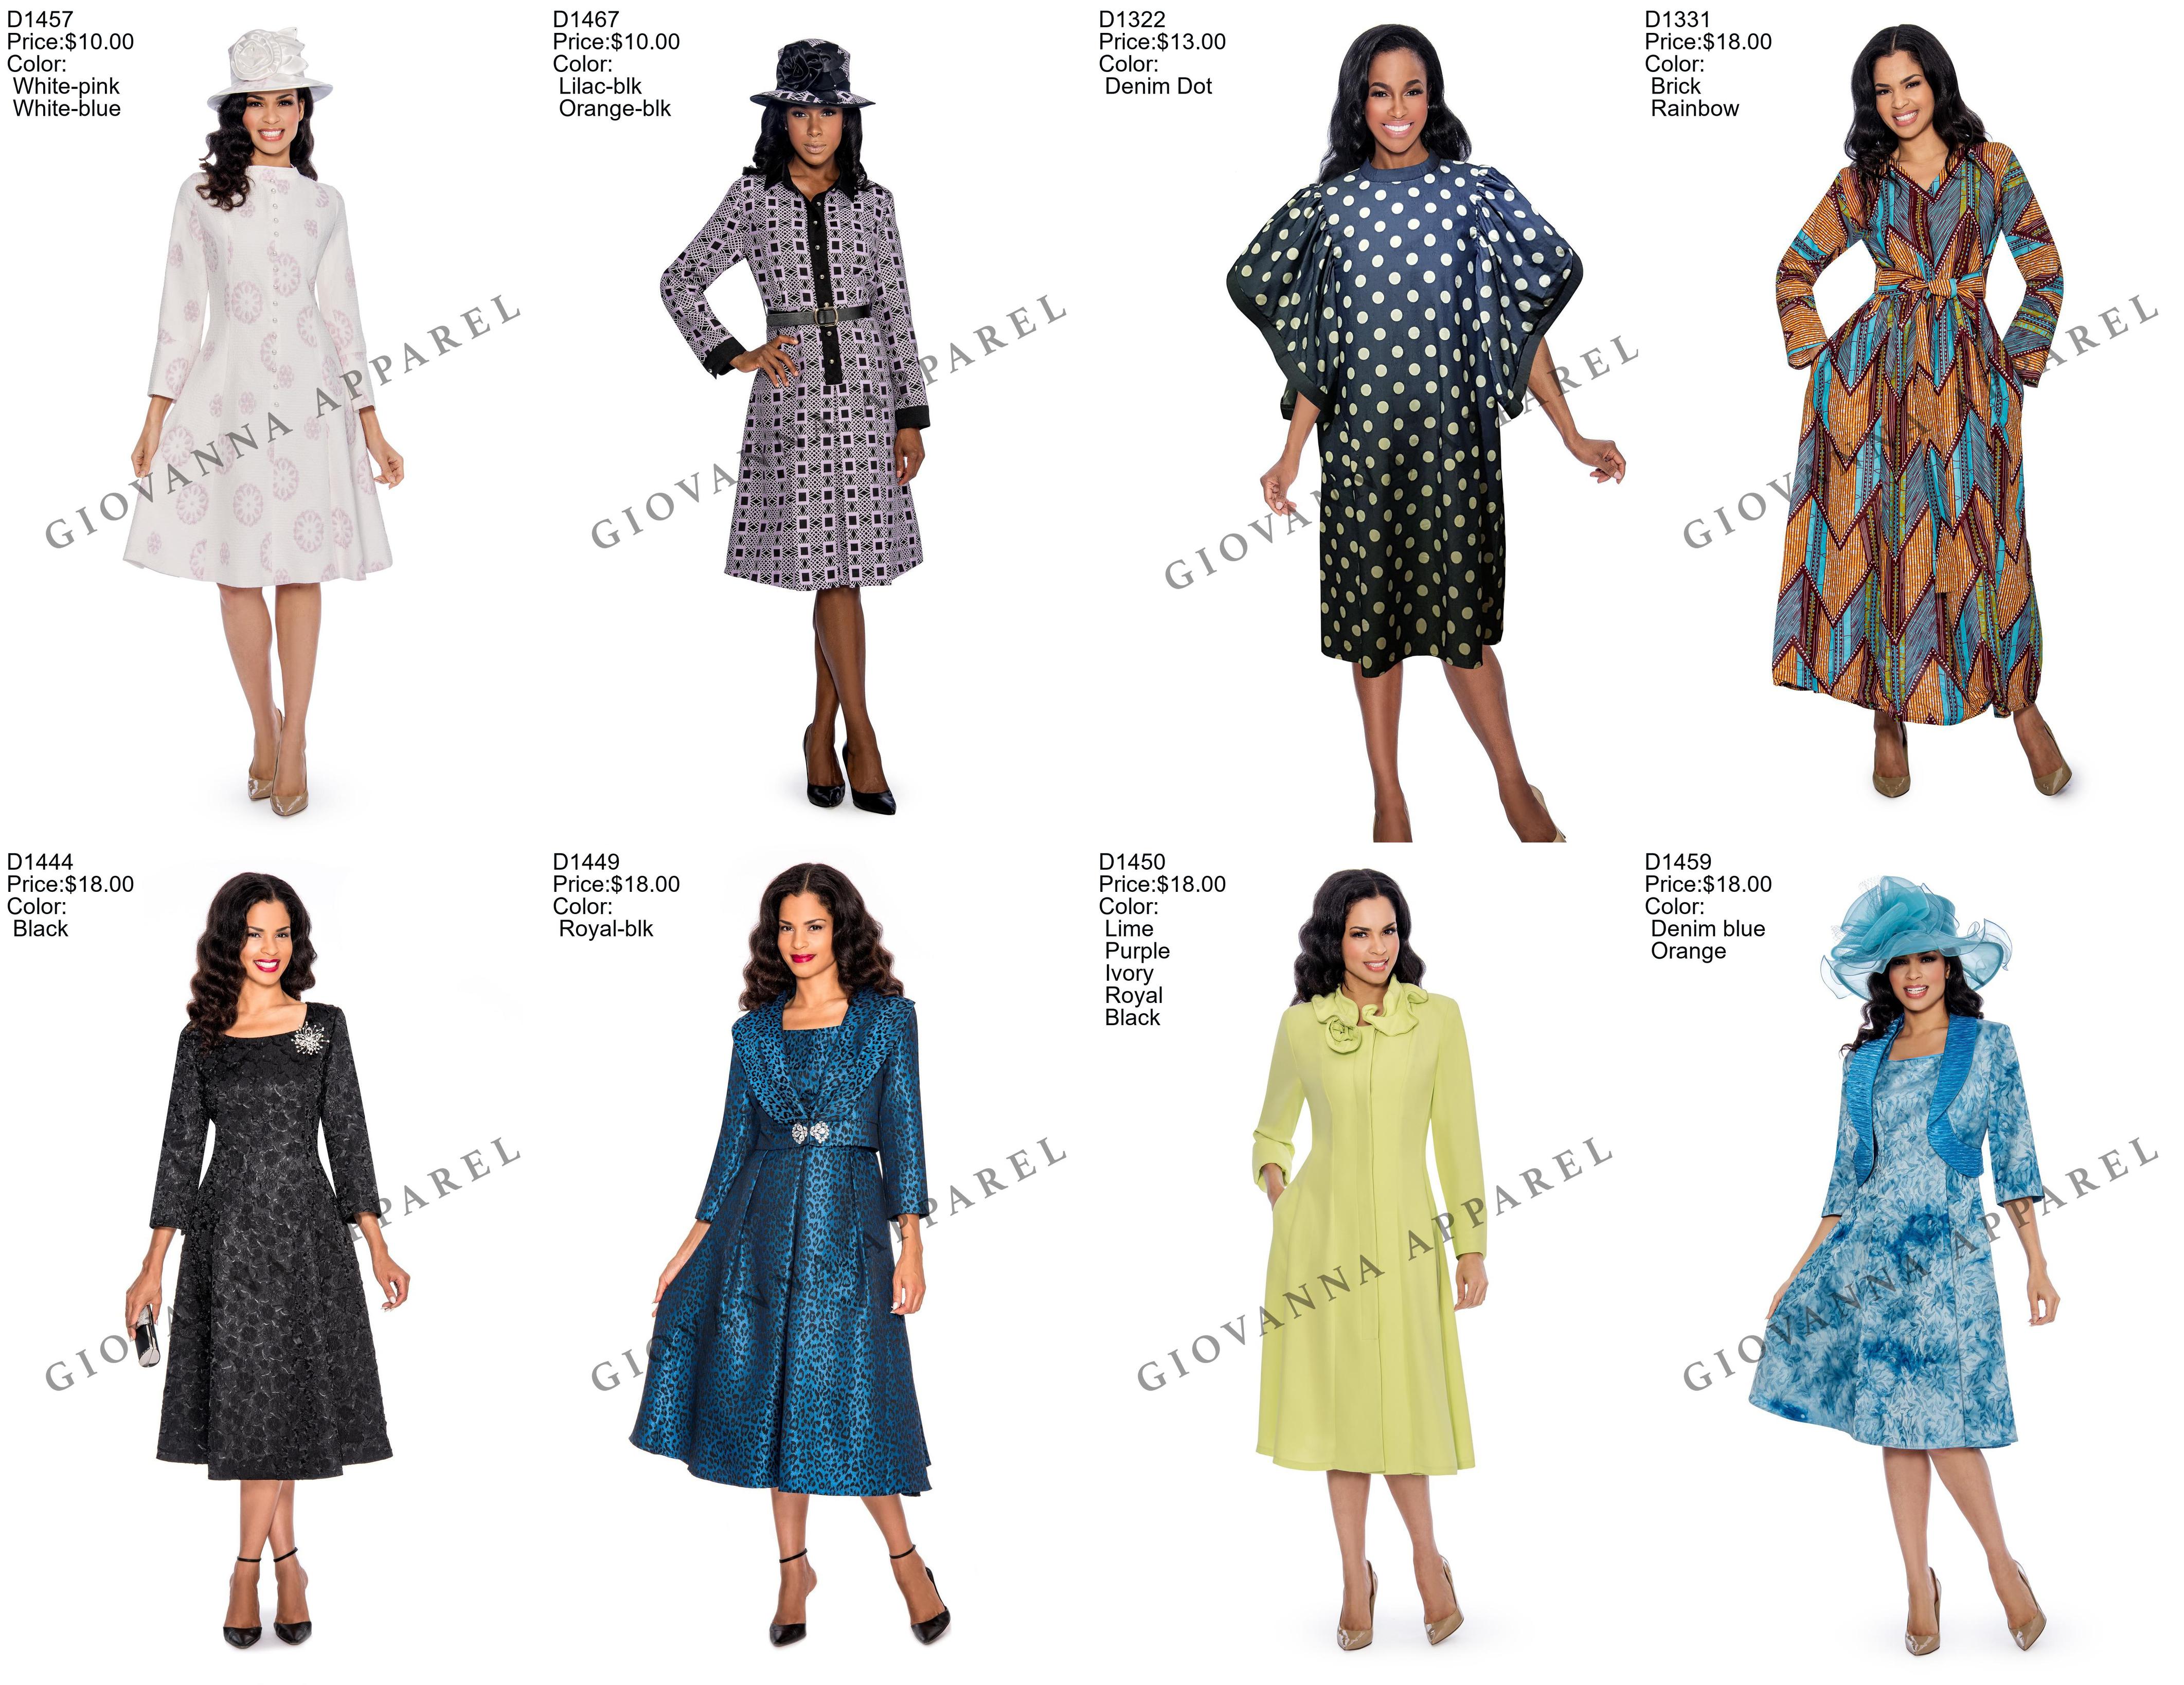 D1457
Price:$10.00
Color:
White-pink
White-blue
GIOVANNA APPAREL
D1467
Price:$10.00
Color:
Lilac-blk
Orange-blk
GIOVANNA APPAREL
D1322
Price:$13.00
Color:
Denim Dot
GIOVANNA APPAREL
D1331
Price:$18.00
Color:
Brick
Rainbow
GIOVANNA APPAREL
D1444
Price:$18.00
Color:
Black
GIOVANNA APPAREL
D1449
Price:$18.00
Color:
Royal-blk
GIOVANNA APPAREL
D1450
Price:$18.00
Color:
Lime
Purple
Ivory
Royal
Black
GIOVANNA APPAREL
D1459
Price:$18.00
Color:
Denim blue
Orange
GIOVANNA APPAREL